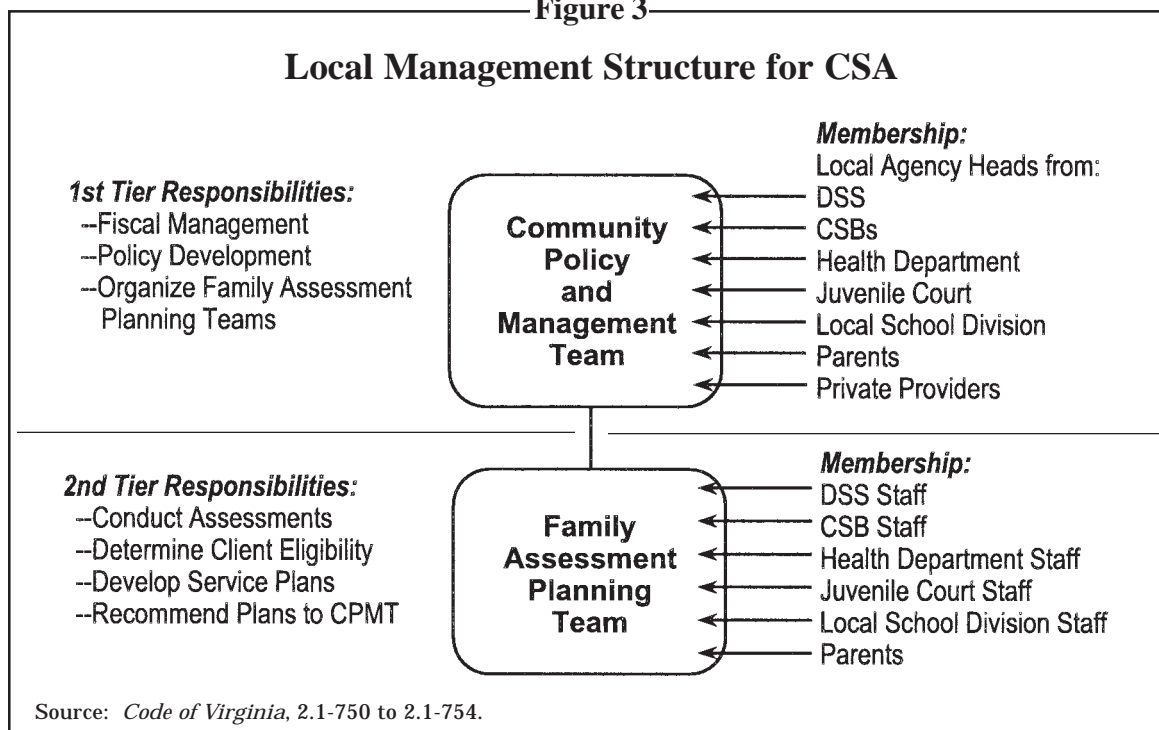 Figure 3
Local Management Structure for CSA
1st Tier Responsibilities:
--Fiscal Management
--Policy Development
--Organize Family Assessment
Planning Teams
Community
Policy
and
Management
Team
Membership:
Local Agency Heads from:
DSS
CSBs
Health Department
Juvenile Court
Local School Division
Parents
Private Providers
2nd Tier Responsibilities:
--Conduct Assessments
--Determine Client Eligibility
--Develop Service Plans
--Recommend Plans to CPMT
Family
Assessment
Planning
Team
Membership:
DSS Staff
CSB Staff
Health Department Staff
Juvenile Court Staff
Local School Division Staff
Parents
Source: Code of Virginia, 2.1-750 to 2.1-754.